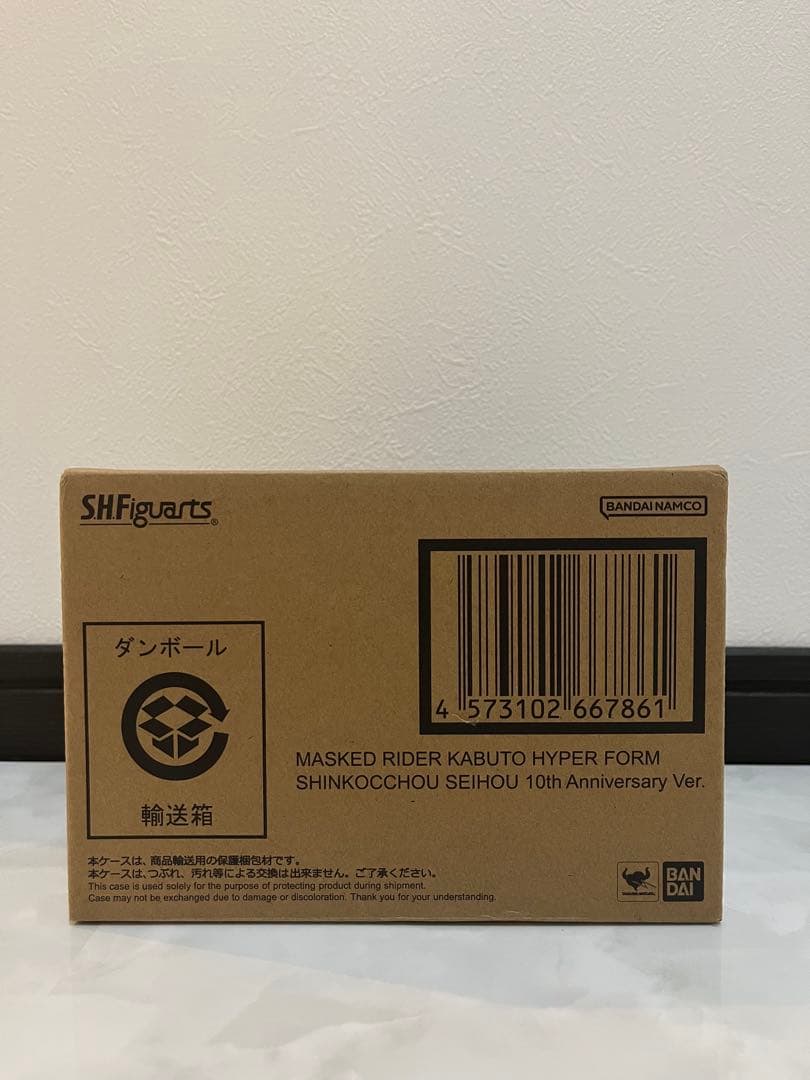 S.H.Figuarts®
BANDAI NAMCO
4 573102 667861
ダンボール
輸送箱
MASKED RIDER KABUTO HYPER FORM
SHINKOCCHOU SEIHOU 10th Anniversary Ver.
本ケースは、商品輸送用の保護梱包材です。
本ケースは、つぶれ、汚れ等による交換は出来ません。ご了承ください。
This case is used solely for the purpose of protecting product during shipment.
Case may not be exchanged due to damage or discoloration. Thank you for your understanding.
BAN
DAI